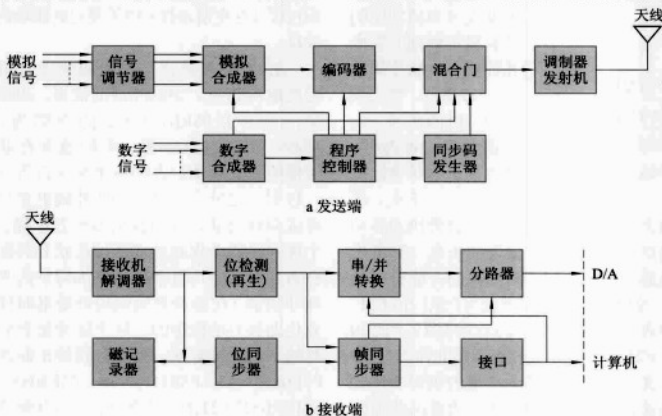 天线
模拟
信号
信号
调节器
模拟
合成器
编码器
混合门
调制器
发射机
数字
信号
数字
合成器
程序
控制器
同步码
发生器
a 发送端
天线
接收机
解调器
位检测
(再生)
串/并
转换
分路器
D/A
磁记
录器
位同
步器
帧同
步器
接口
计算机
b 接收端